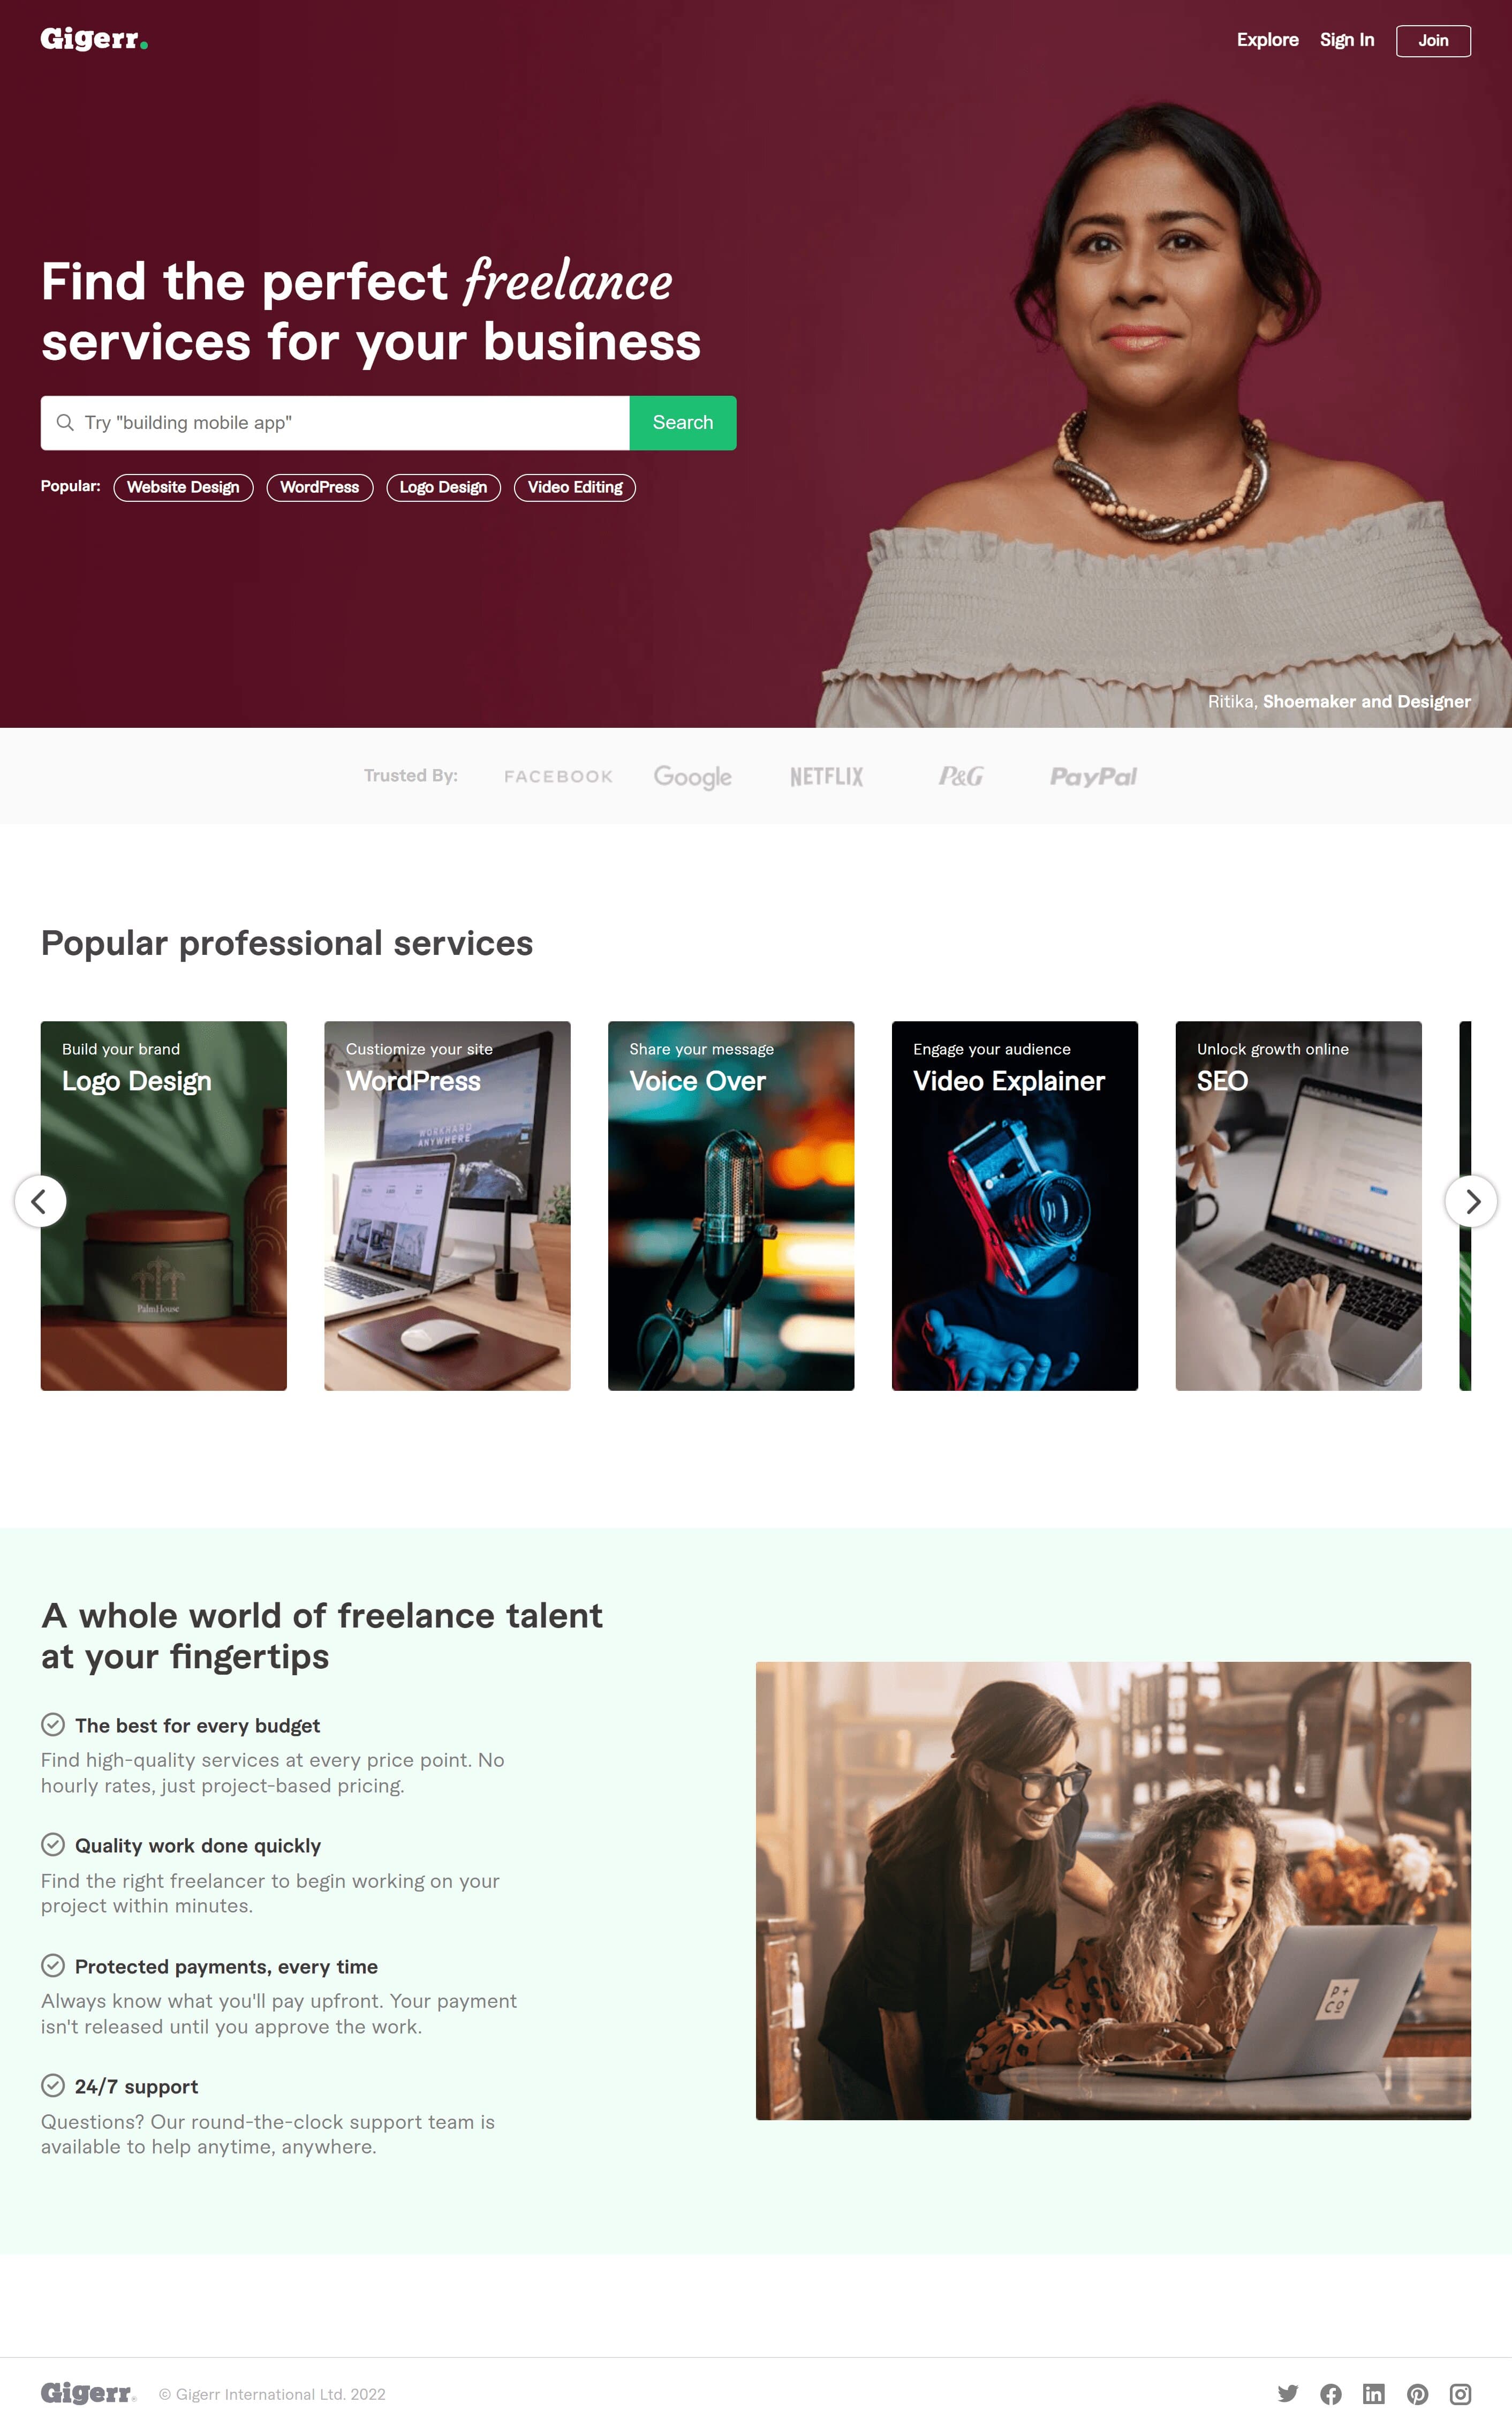 Gigerr.
Explore Sign In Join
Find the perfect freelance
services for your business
Try "building mobile app" Search
Popular: Website Design WordPress Logo Design Video Editing
Ritika, Shoemaker and Designer
Trusted By: FACEBOOK Google NETFLIX P&G PayPal
Popular professional services
Build your brand
Logo Design
PalmHouse
Custiomize your site
WordPress
WORKHARD
ANYWHERE
Share your message
Voice Over
Engage your audience
Video Explainer
Unlock growth online
SEO
A whole world of freelance talent
at your fingertips
The best for every budget
Find high-quality services at every price point. No
hourly rates, just project-based pricing.
Quality work done quickly
Find the right freelancer to begin working on your
project within minutes.
Protected payments, every time
Always know what you'll pay upfront. Your payment
isn't released until you approve the work.
24/7 support
Questions? Our round-the-clock support team is
available to help anytime, anywhere.
P+
Co
Gigerr. © Gigerr International Ltd. 2022